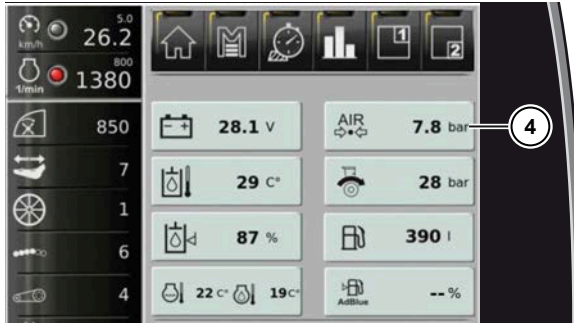 5.0
km/h 26.2
800
1/min 1380
1
2
850
7
1
6
4
28.1 V
AIR 7.8 bar
4
29 C°
28 bar
87 %
390 l
22 C° 19 C°
AdBlue -- %